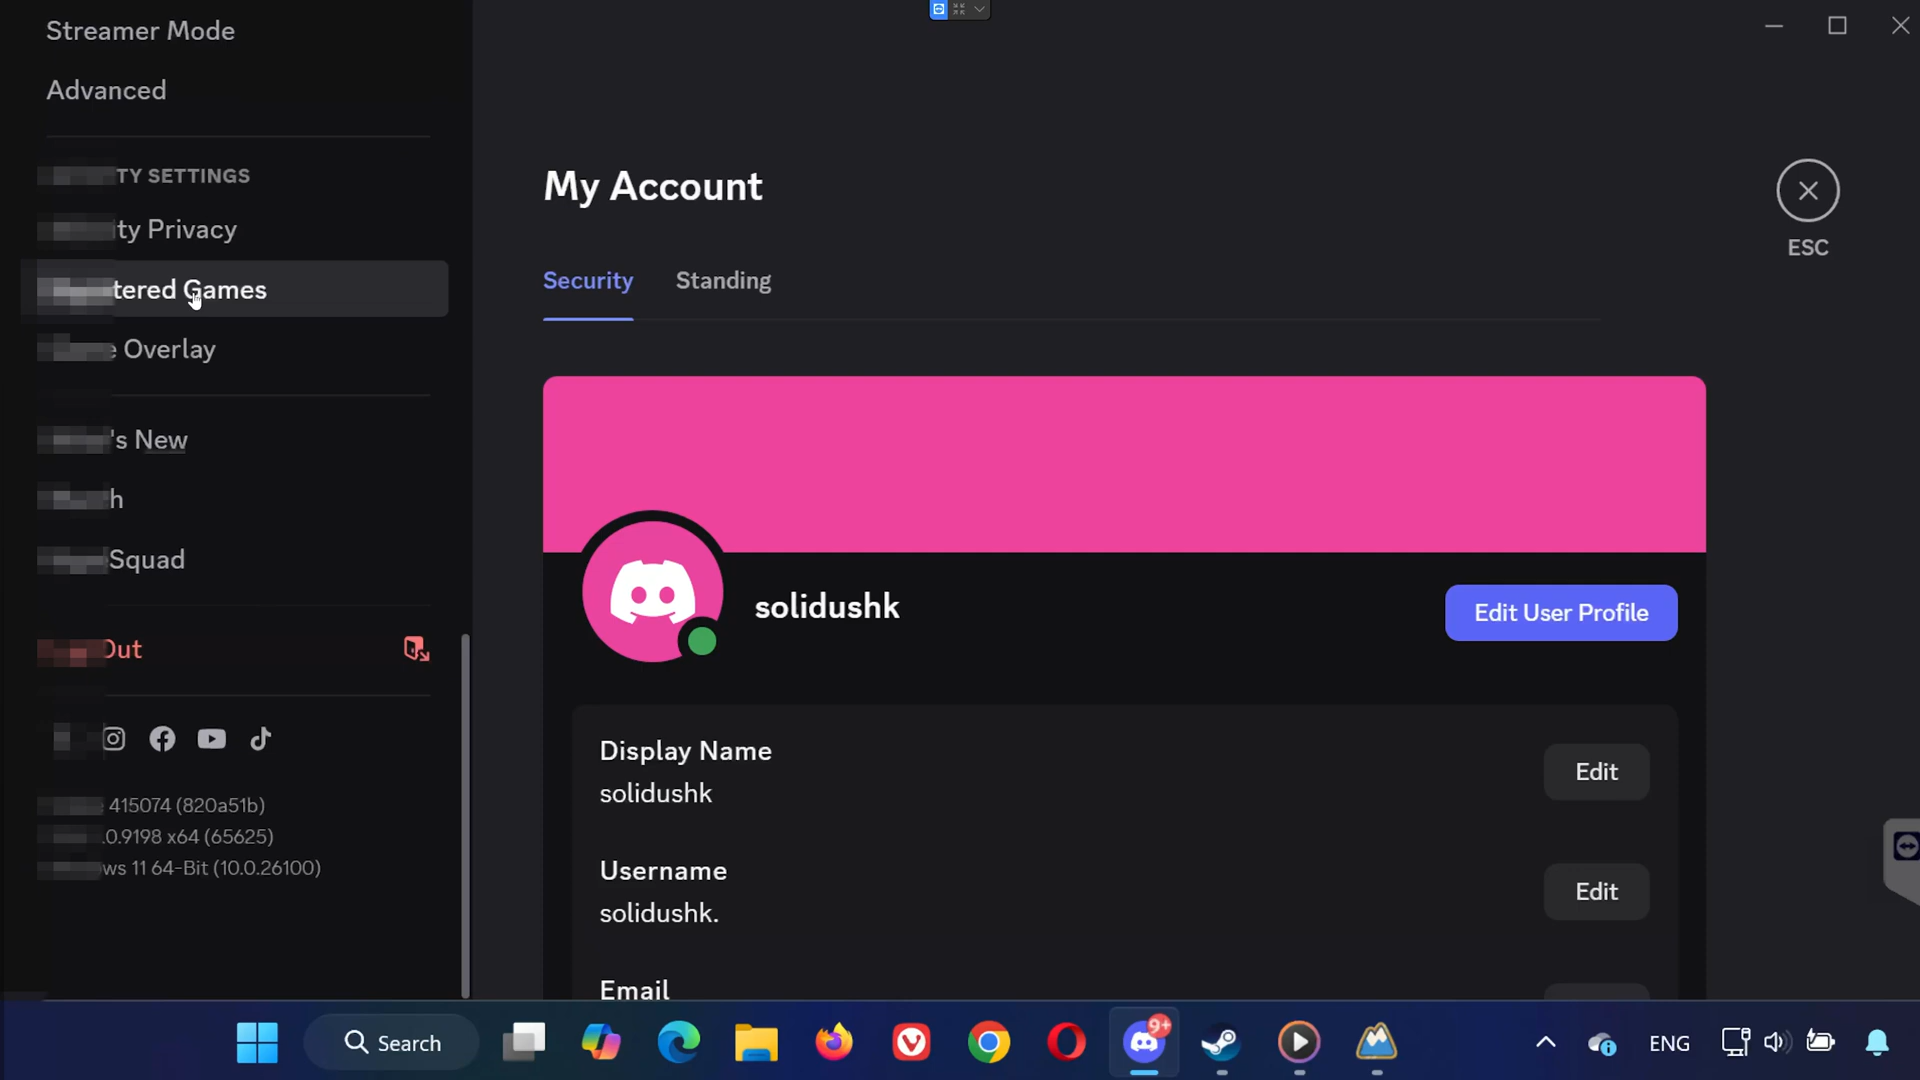 Streamer Mode
Advanced
TY SETTINGS
ty Privacy
tered Games
e Overlay
's New
h
Squad
Out
415074 (820a51b)
.0.9198 x64 (65625)
ws 11 64-Bit (10.0.26100)
My Account
ESC
Security Standing
solidushk
Edit User Profile
Display Name
solidushk
Edit
Username
solidushk.
Edit
Email
Search
9+
ENG